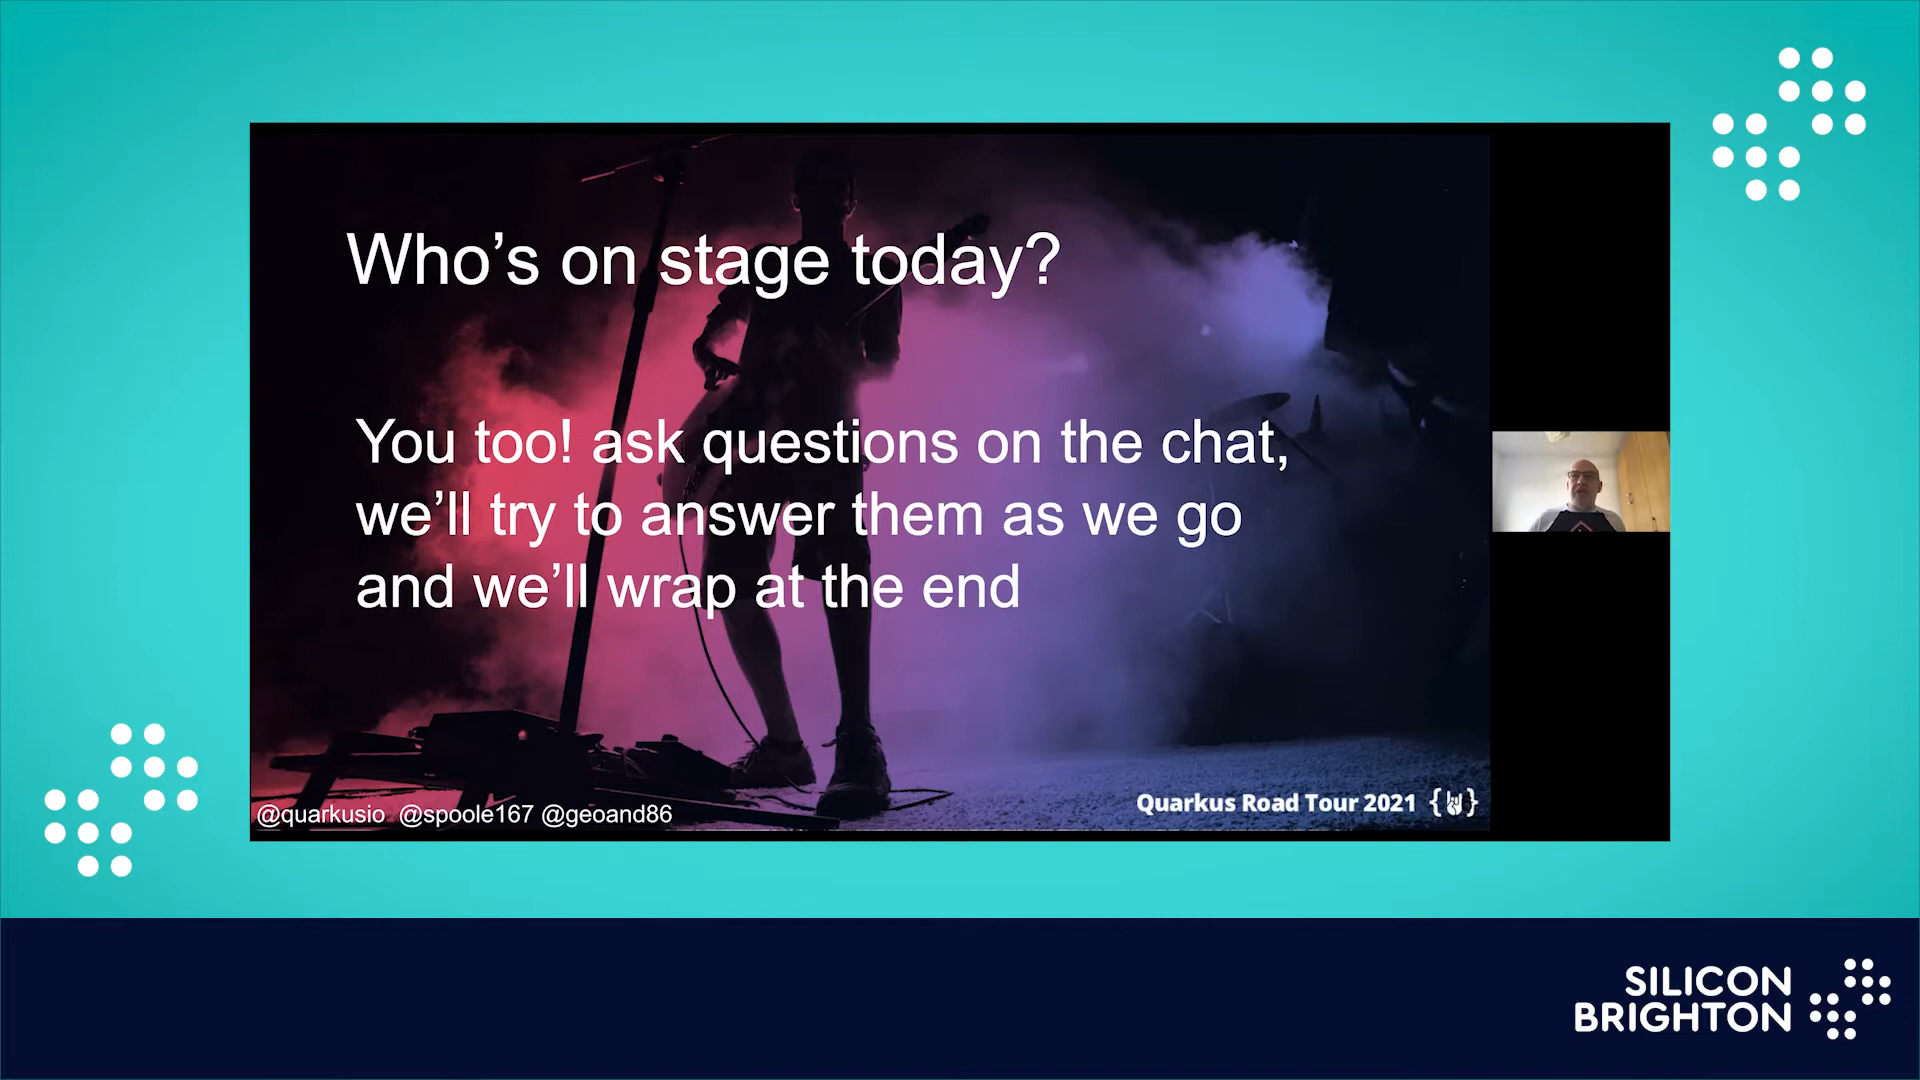 Who’s on stage today?
You too! ask questions on the chat,
we’ll try to answer them as we go
and we’ll wrap at the end
@quarkusio @spoole167 @geoand86
Quarkus Road Tour 2021
SILICON
BRIGHTON